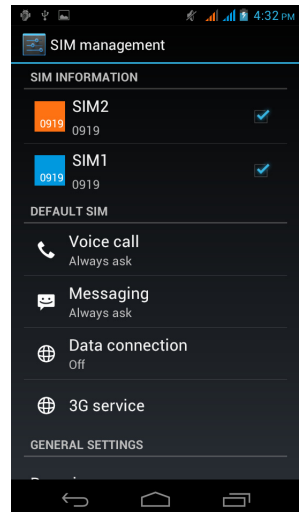 4:32 PM
SIM management
SIM INFORMATION
SIM2
0919
0919
SIM1
0919
0919
DEFAULT SIM
Voice call
Always ask
Messaging
Always ask
Data connection
Off
3G service
GENERAL SETTINGS